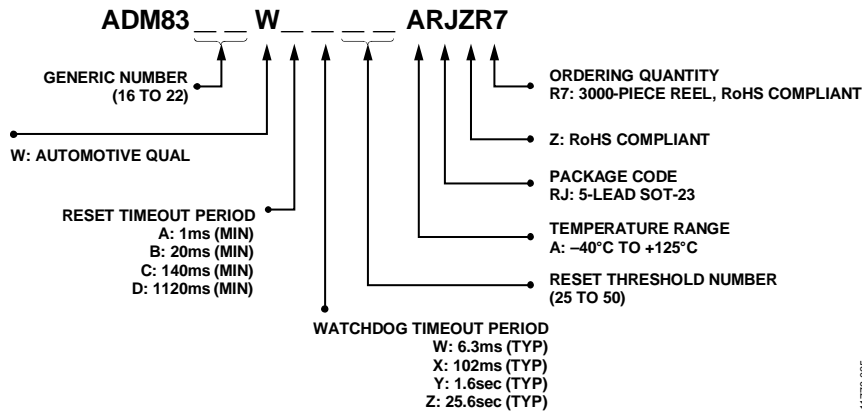 ADM83_ _ W_ _ _ _ ARJZR7
GENERIC NUMBER
(16 TO 22)
W: AUTOMOTIVE QUAL
RESET TIMEOUT PERIOD
A: 1ms (MIN)
B: 20ms (MIN)
C: 140ms (MIN)
D: 1120ms (MIN)
WATCHDOG TIMEOUT PERIOD
W: 6.3ms (TYP)
X: 102ms (TYP)
Y: 1.6sec (TYP)
Z: 25.6sec (TYP)
ORDERING QUANTITY
R7: 3000-PIECE REEL, RoHS COMPLIANT
Z: RoHS COMPLIANT
PACKAGE CODE
RJ: 5-LEAD SOT-23
TEMPERATURE RANGE
A: –40°C TO +125°C
RESET THRESHOLD NUMBER
(25 TO 50)